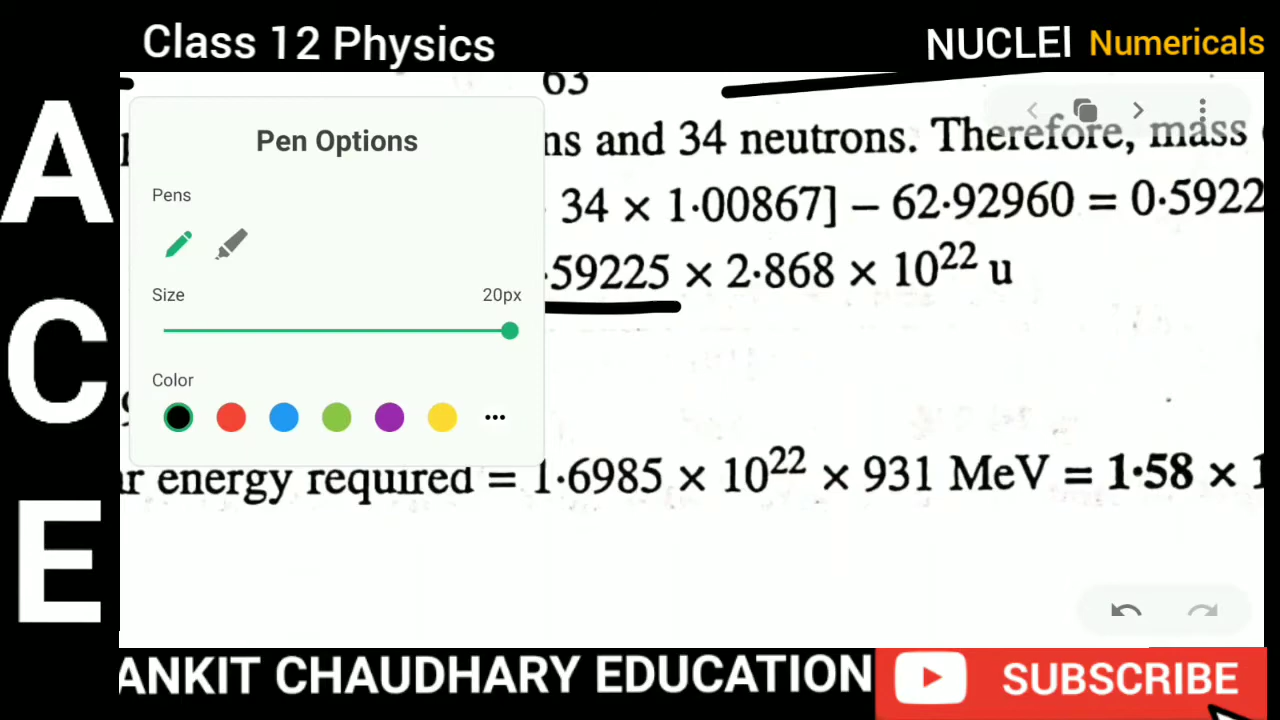 Class 12 Physics
NUCLEI Numericals
A
C
E
63
Pen Options
ns and 34 neutrons. Therefore, mass
Pens
34 × 1·00867] – 62·92960 = 0·5922
·59225 × 2·868 × 10²² u
Size 20px
Color
energy required = 1·6985 × 10²² × 931 MeV = 1·58 × 1
ANKIT CHAUDHARY EDUCATION
SUBSCRIBE